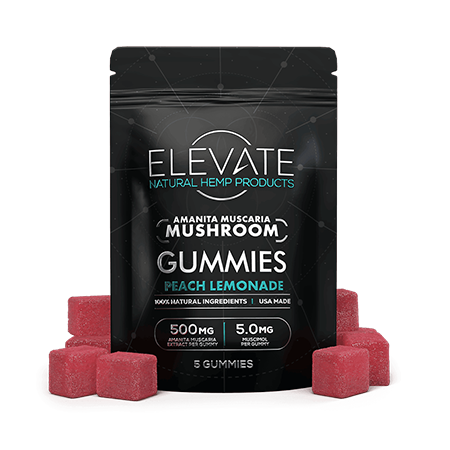 ELEVATE
NATURAL HEMP PRODUCTS
AMANITA MUSCARIA
MUSHROOM
GUMMIES
PEACH LEMONADE
100% NATURAL INGREDIENTS | USA MADE
500MG
AMANITA MUSCARIA
EXTRACT PER GUMMY
5.0MG
MUSCIMOL
PER GUMMY
5 GUMMIES